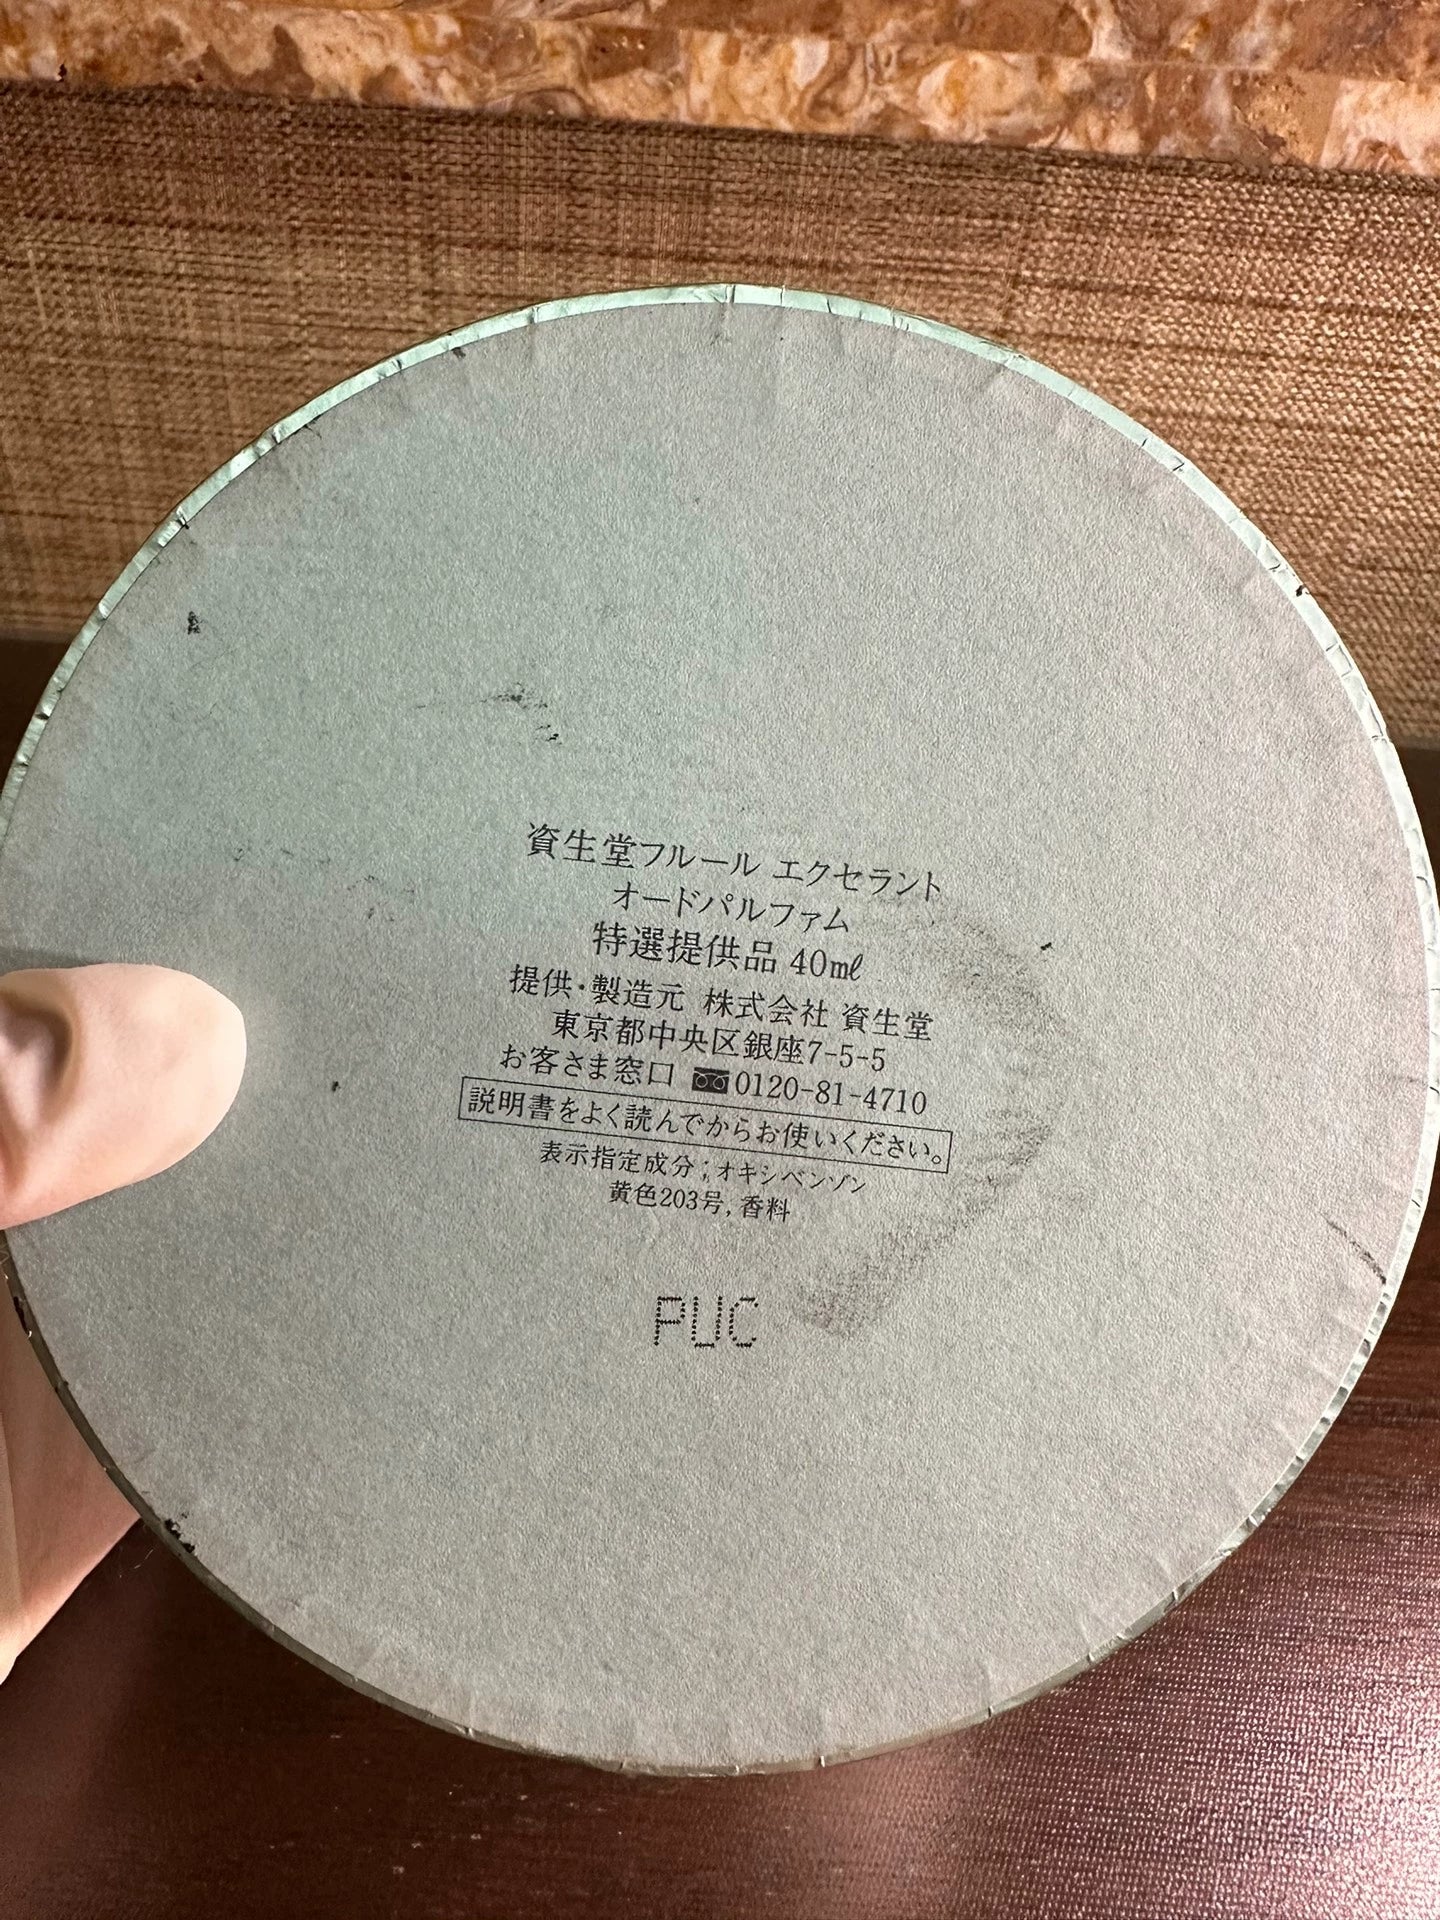 資生堂フルール エクセラント
オードパルファム
特選提供品 40ml
提供・製造元 株式会社 資生堂
東京都中央区銀座7-5-5
お客さま窓口 0120-81-4710
説明書をよく読んでからお使いください。
表示指定成分;オキシベンゾン
黄色203号,香料
PUC